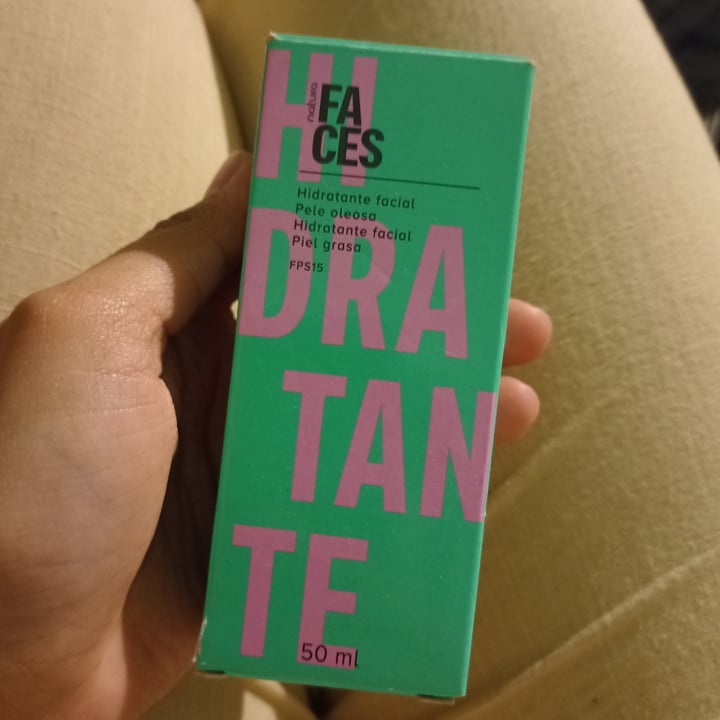 HI
DRA
TAN
TE
natura
FA
CES
Hidratante facial
Pele oleosa
Hidratante facial
Piel grasa
FPS15
50 ml